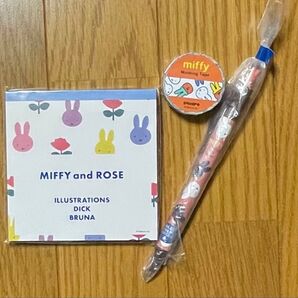 MIFFY and ROSE
ILLUSTRATIONS
DICK
BRUNA
miffy
Masking Tape